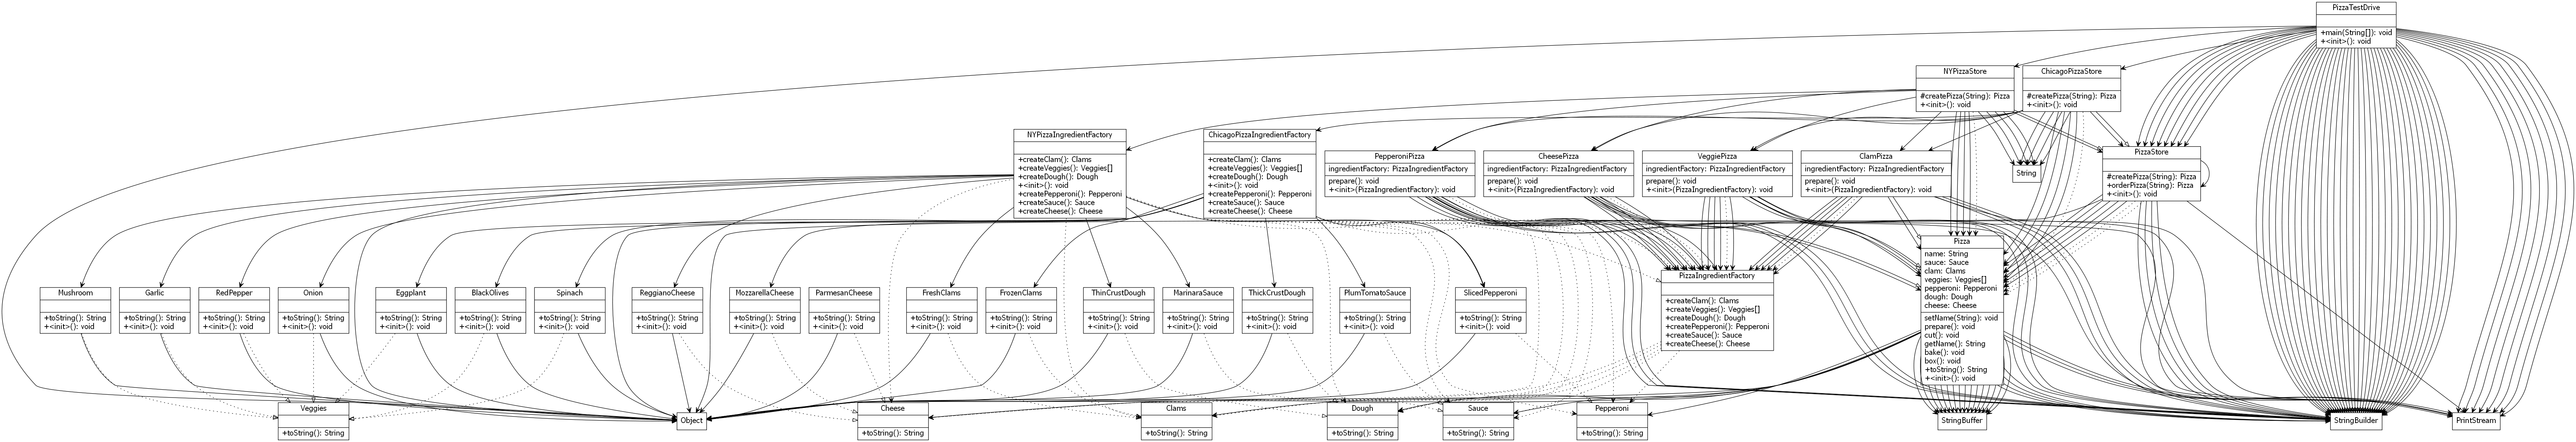 PizzaTestDrive
+main(String[]): void
+<init>(): void
NYPizzaStore
#createPizza(String): Pizza
+<init>(): void
ChicagoPizzaStore
#createPizza(String): Pizza
+<init>(): void
NYPizzaIngredientFactory
+createClam(): Clams
+createVeggies(): Veggies[]
+createDough(): Dough
+<init>(): void
+createPepperoni(): Pepperoni
+createSauce(): Sauce
+createCheese(): Cheese
ChicagoPizzaIngredientFactory
+createClam(): Clams
+createVeggies(): Veggies[]
+createDough(): Dough
+<init>(): void
+createPepperoni(): Pepperoni
+createSauce(): Sauce
+createCheese(): Cheese
PepperoniPizza
ingredientFactory: PizzaIngredientFactory
prepare(): void
+<init>(PizzaIngredientFactory): void
CheesePizza
ingredientFactory: PizzaIngredientFactory
prepare(): void
+<init>(PizzaIngredientFactory): void
VeggiePizza
ingredientFactory: PizzaIngredientFactory
prepare(): void
+<init>(PizzaIngredientFactory): void
ClamPizza
ingredientFactory: PizzaIngredientFactory
prepare(): void
+<init>(PizzaIngredientFactory): void
String
PizzaStore
#createPizza(String): Pizza
+orderPizza(String): Pizza
+<init>(): void
Pizza
name: String
sauce: Sauce
clam: Clams
veggies: Veggies[]
pepperoni: Pepperoni
dough: Dough
cheese: Cheese
setName(String): void
prepare(): void
cut(): void
getName(): String
bake(): void
box(): void
+toString(): String
+<init>(): void
PizzaIngredientFactory
+createClam(): Clams
+createVeggies(): Veggies[]
+createDough(): Dough
+createPepperoni(): Pepperoni
+createSauce(): Sauce
+createCheese(): Cheese
Mushroom
+toString(): String
+<init>(): void
Garlic
+toString(): String
+<init>(): void
RedPepper
+toString(): String
+<init>(): void
Onion
+toString(): String
+<init>(): void
Eggplant
+toString(): String
+<init>(): void
BlackOlives
+toString(): String
+<init>(): void
Spinach
+toString(): String
+<init>(): void
ReggianoCheese
+toString(): String
+<init>(): void
MozzarellaCheese
+toString(): String
+<init>(): void
ParmesanCheese
+toString(): String
+<init>(): void
FreshClams
+toString(): String
+<init>(): void
FrozenClams
+toString(): String
+<init>(): void
ThinCrustDough
+toString(): String
+<init>(): void
MarinaraSauce
+toString(): String
+<init>(): void
ThickCrustDough
+toString(): String
+<init>(): void
PlumTomatoSauce
+toString(): String
+<init>(): void
SlicedPepperoni
+toString(): String
+<init>(): void
Veggies
+toString(): String
Object
Cheese
+toString(): String
Clams
+toString(): String
Dough
+toString(): String
Sauce
+toString(): String
Pepperoni
+toString(): String
StringBuffer
StringBuilder
PrintStream